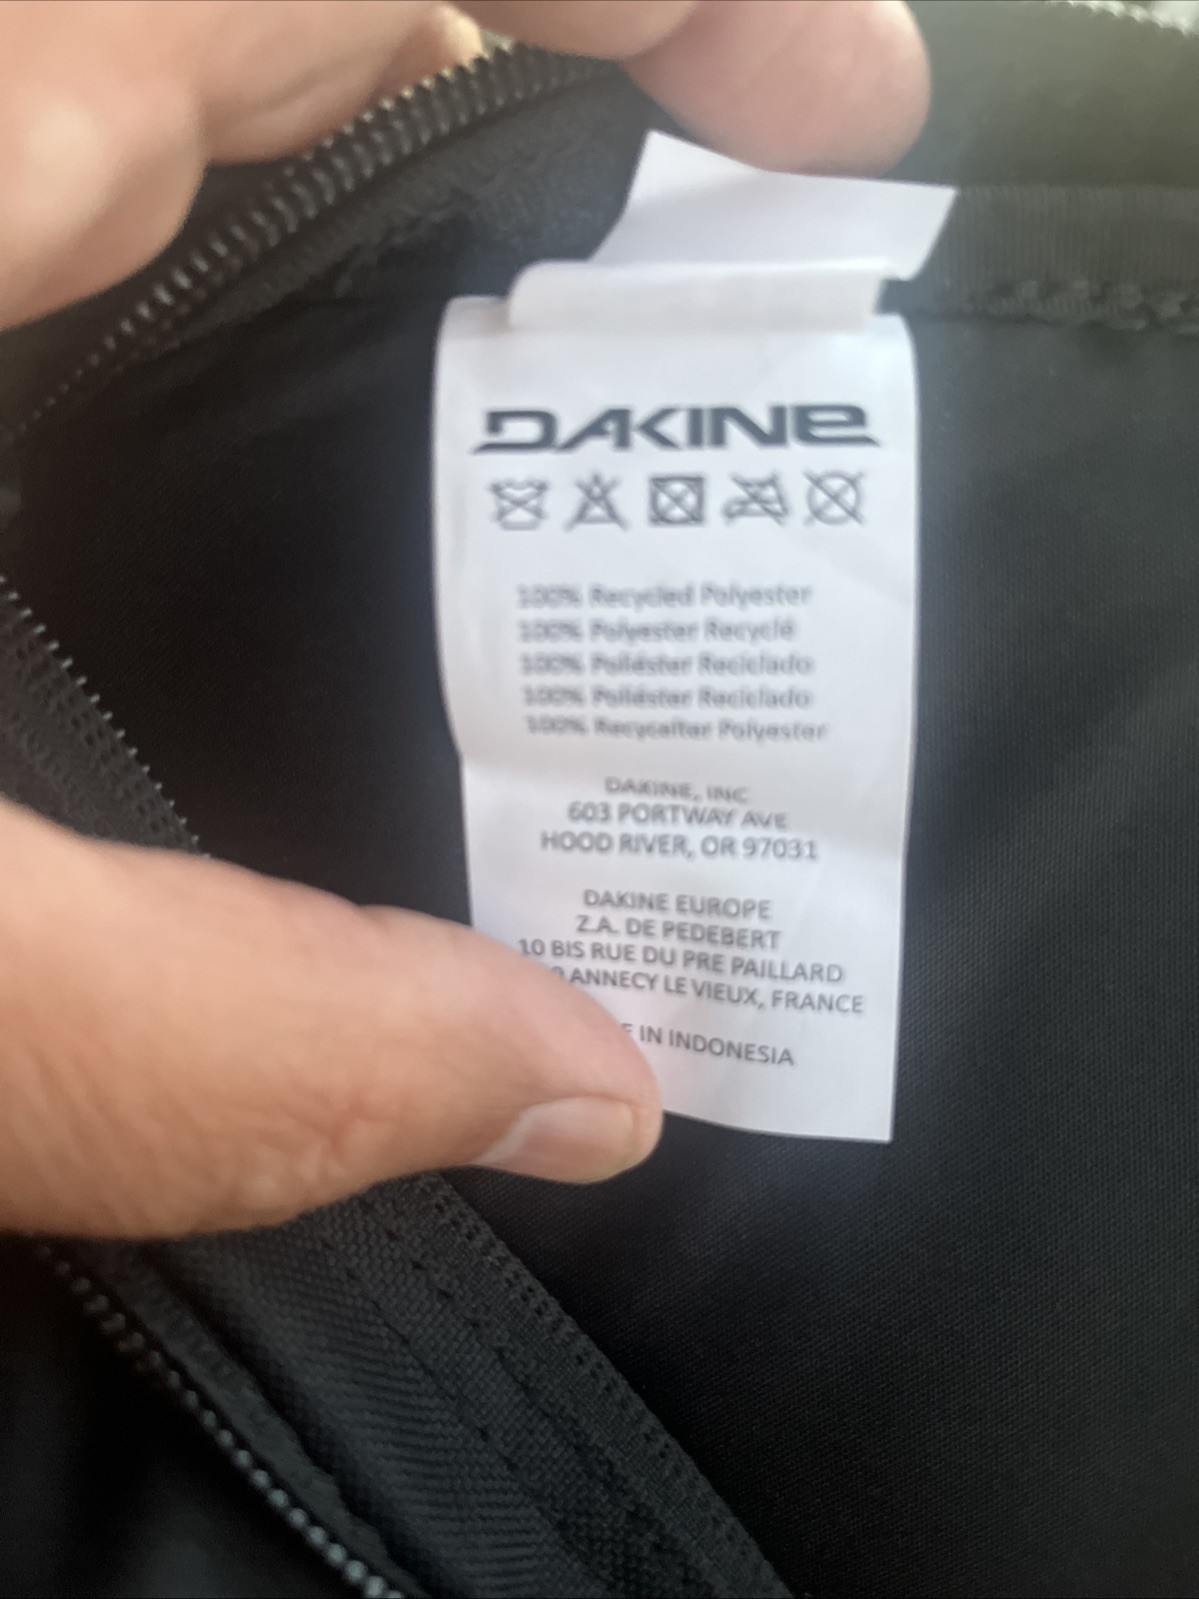 DAKINE
100% Recycled Polyester
100% Polyester Recyclé
100% Poliéster Reciclado
100% Poliéster Reciclado
100% Recycelter Polyester
DAKINE, INC
603 PORTWAY AVE
HOOD RIVER, OR 97031
DAKINE EUROPE
Z.A. DE PEDEBERT
10 BIS RUE DU PRE PAILLARD
ANNECY LE VIEUX, FRANCE
IN INDONESIA